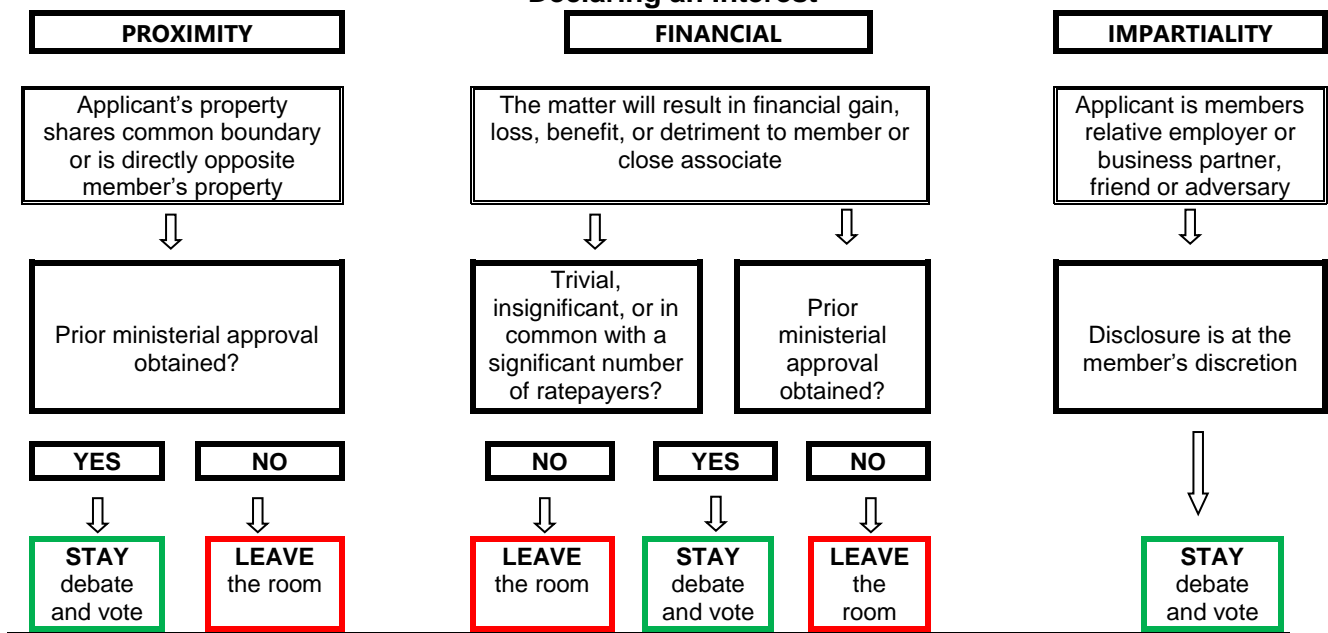 Declaring an Interest
PROXIMITY
FINANCIAL
IMPARTIALITY
Applicant’s property
shares common boundary
or is directly opposite
member’s property
The matter will result in financial gain,
loss, benefit, or detriment to member or
close associate
Applicant is members
relative employer or
business partner,
friend or adversary
Prior ministerial approval
obtained?
Trivial,
insignificant, or in
common with a
significant number
of ratepayers?
Prior
ministerial
approval
obtained?
Disclosure is at the
member’s discretion
YES
NO
NO
YES
NO
STAY
debate
and vote
LEAVE
the room
LEAVE
the room
STAY
debate
and vote
LEAVE
the
room
STAY
debate
and vote